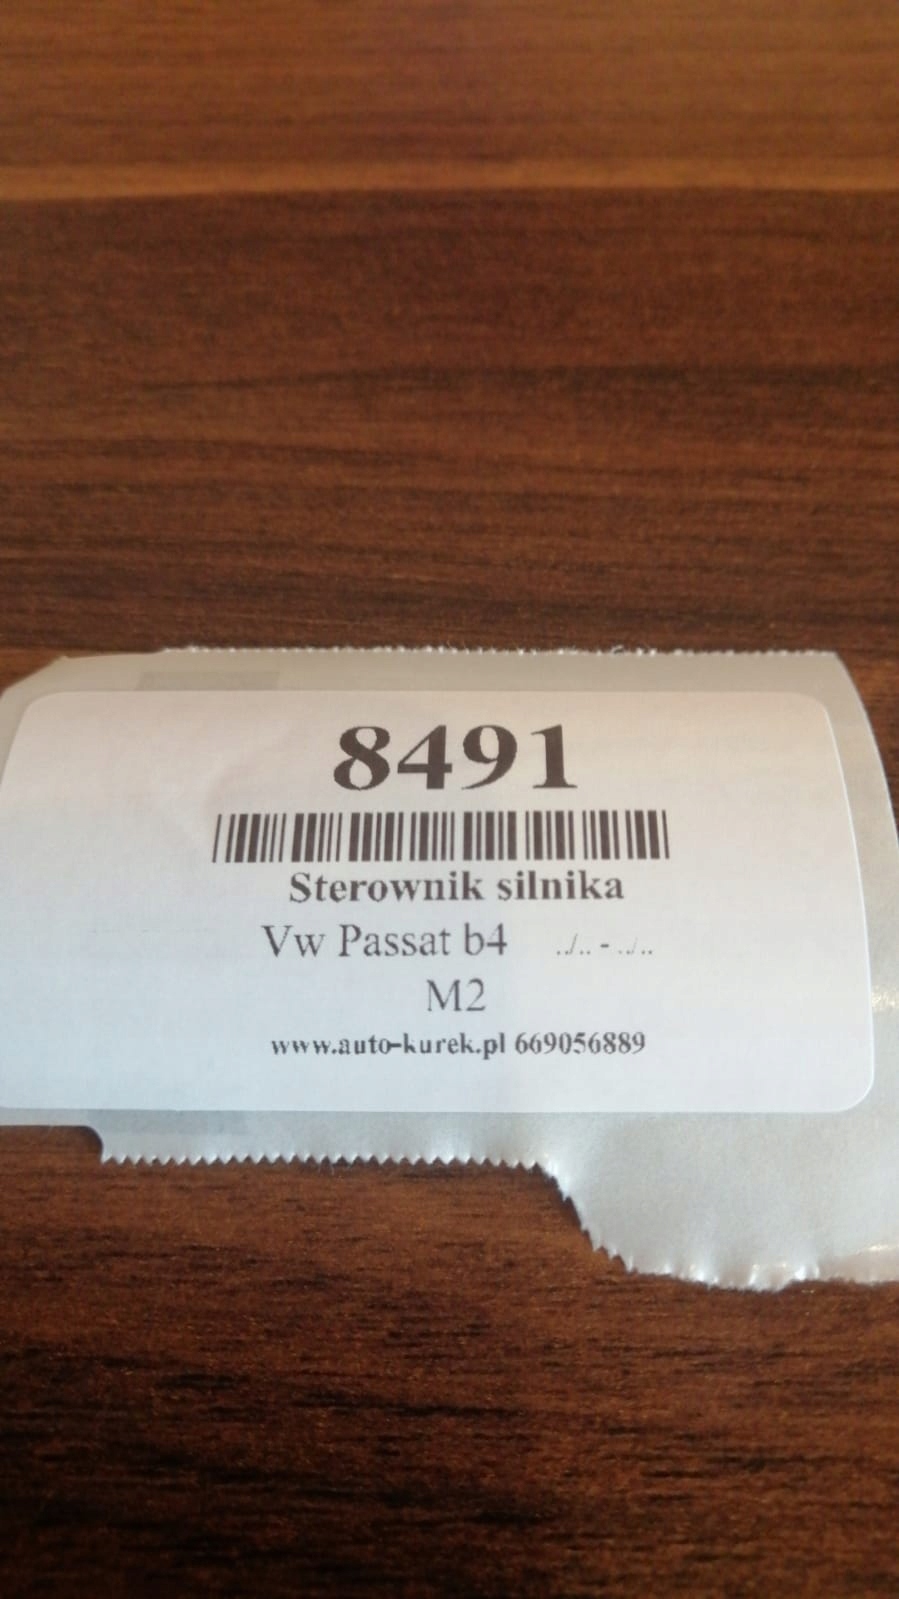 8491
Sterownik silnika
Vw Passat b4 ../.. - ../..
M2
www.auto-kurek.pl 669056889